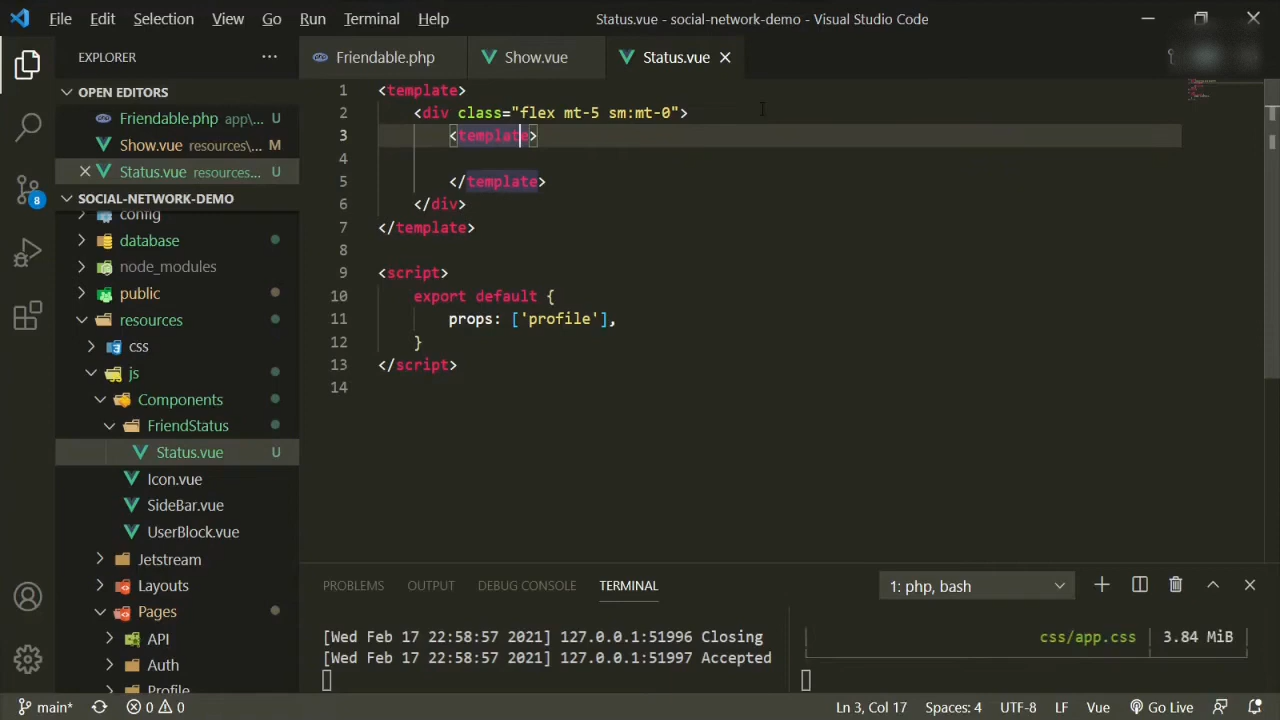 File Edit Selection View Go Run Terminal Help Status.vue - social-network-demo - Visual Studio Code
EXPLORER
Friendable.php Show.vue Status.vue
OPEN EDITORS
Friendable.php app\... U
Show.vue resources\... M
Status.vue resources... U
SOCIAL-NETWORK-DEMO
config
database
node_modules
public
resources
css
js
Components
FriendStatus
Status.vue U
Icon.vue
SideBar.vue
UserBlock.vue
Jetstream
Layouts
Pages
API
Auth
Profile
8
1 <template>
2 <div class="flex mt-5 sm:mt-0">
3 <template>
4
5 </template>
6 </div>
7 </template>
8
9 <script>
10 export default {
11 props: ['profile'],
12 }
13 </script>
14
PROBLEMS OUTPUT DEBUG CONSOLE TERMINAL 1: php, bash
[Wed Feb 17 22:58:57 2021] 127.0.0.1:51996 Closing
[Wed Feb 17 22:58:57 2021] 127.0.0.1:51997 Accepted
css/app.css | 3.84 MiB
main* 0 0 Ln 3, Col 17 Spaces: 4 UTF-8 LF Vue Go Live